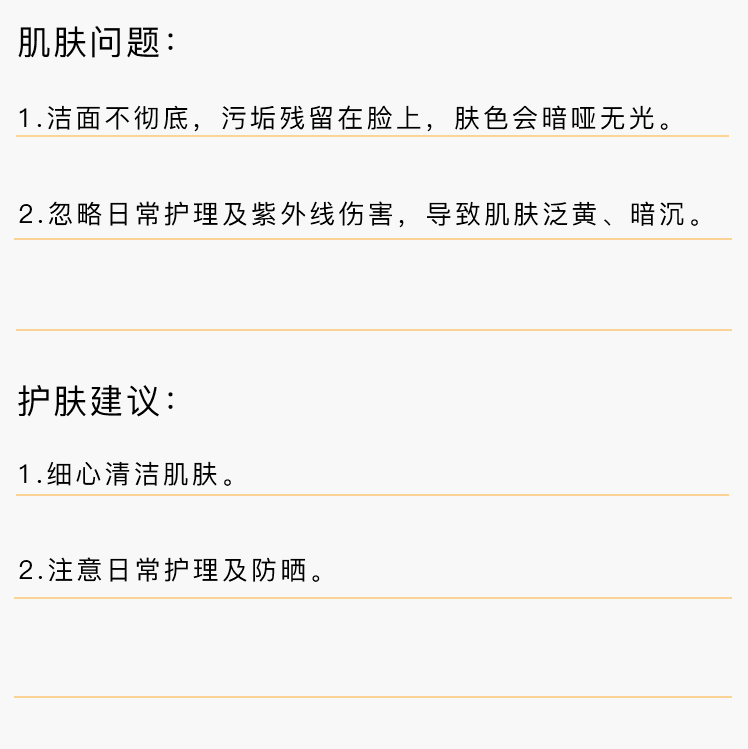 肌肤问题：
1.洁面不彻底，污垢残留在脸上，肤色会暗哑无光。
2.忽略日常护理及紫外线伤害，导致肌肤泛黄、暗沉。
护肤建议：
1.细心清洁肌肤。
2.注意日常护理及防晒。